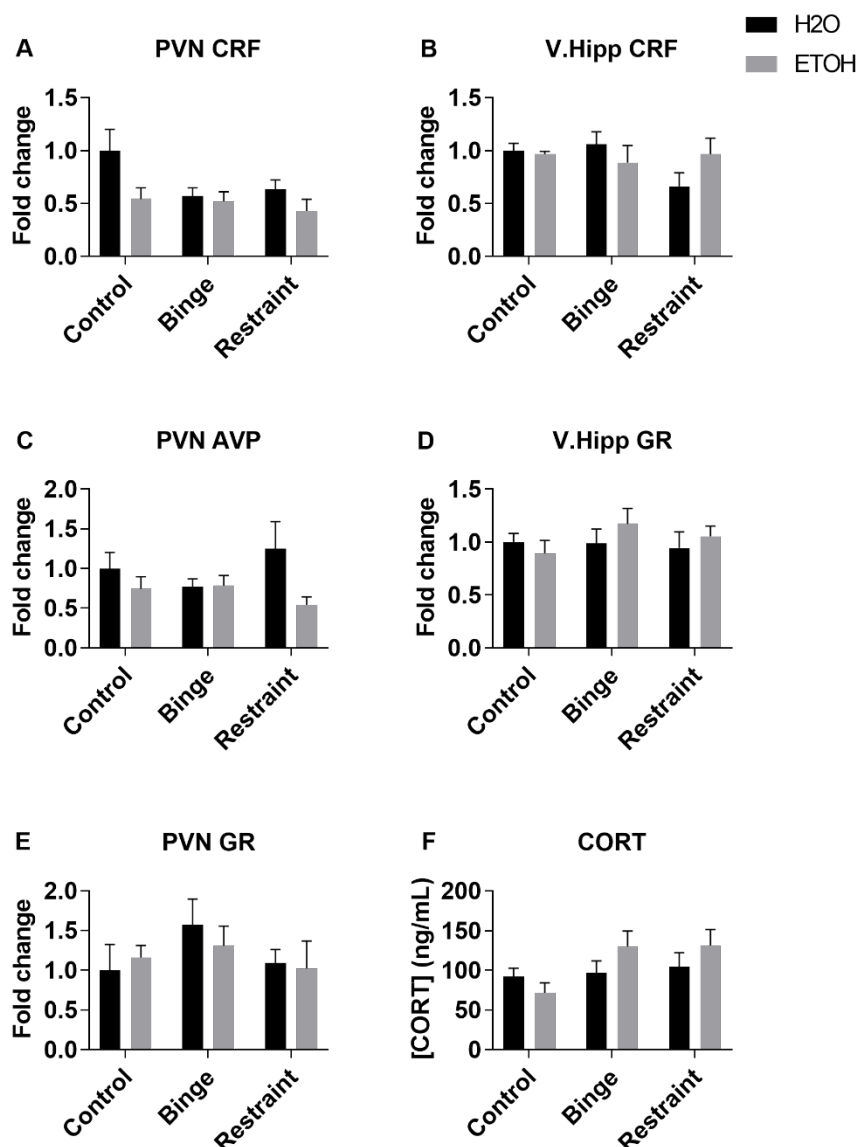 H2O
ETOH
A PVN CRF
Fold change
1.5
1.0
0.5
0.0
Control
Binge
Restraint
B V.Hipp CRF
Fold change
1.5
1.0
0.5
0.0
Control
Binge
Restraint
C PVN AVP
Fold change
2.0
1.5
1.0
0.5
0.0
Control
Binge
Restraint
D V.Hipp GR
Fold change
1.5
1.0
0.5
0.0
Control
Binge
Restraint
E PVN GR
Fold change
2.0
1.5
1.0
0.5
0.0
Control
Binge
Restraint
F CORT
[CORT] (ng/mL)
200
150
100
50
0
Control
Binge
Restraint